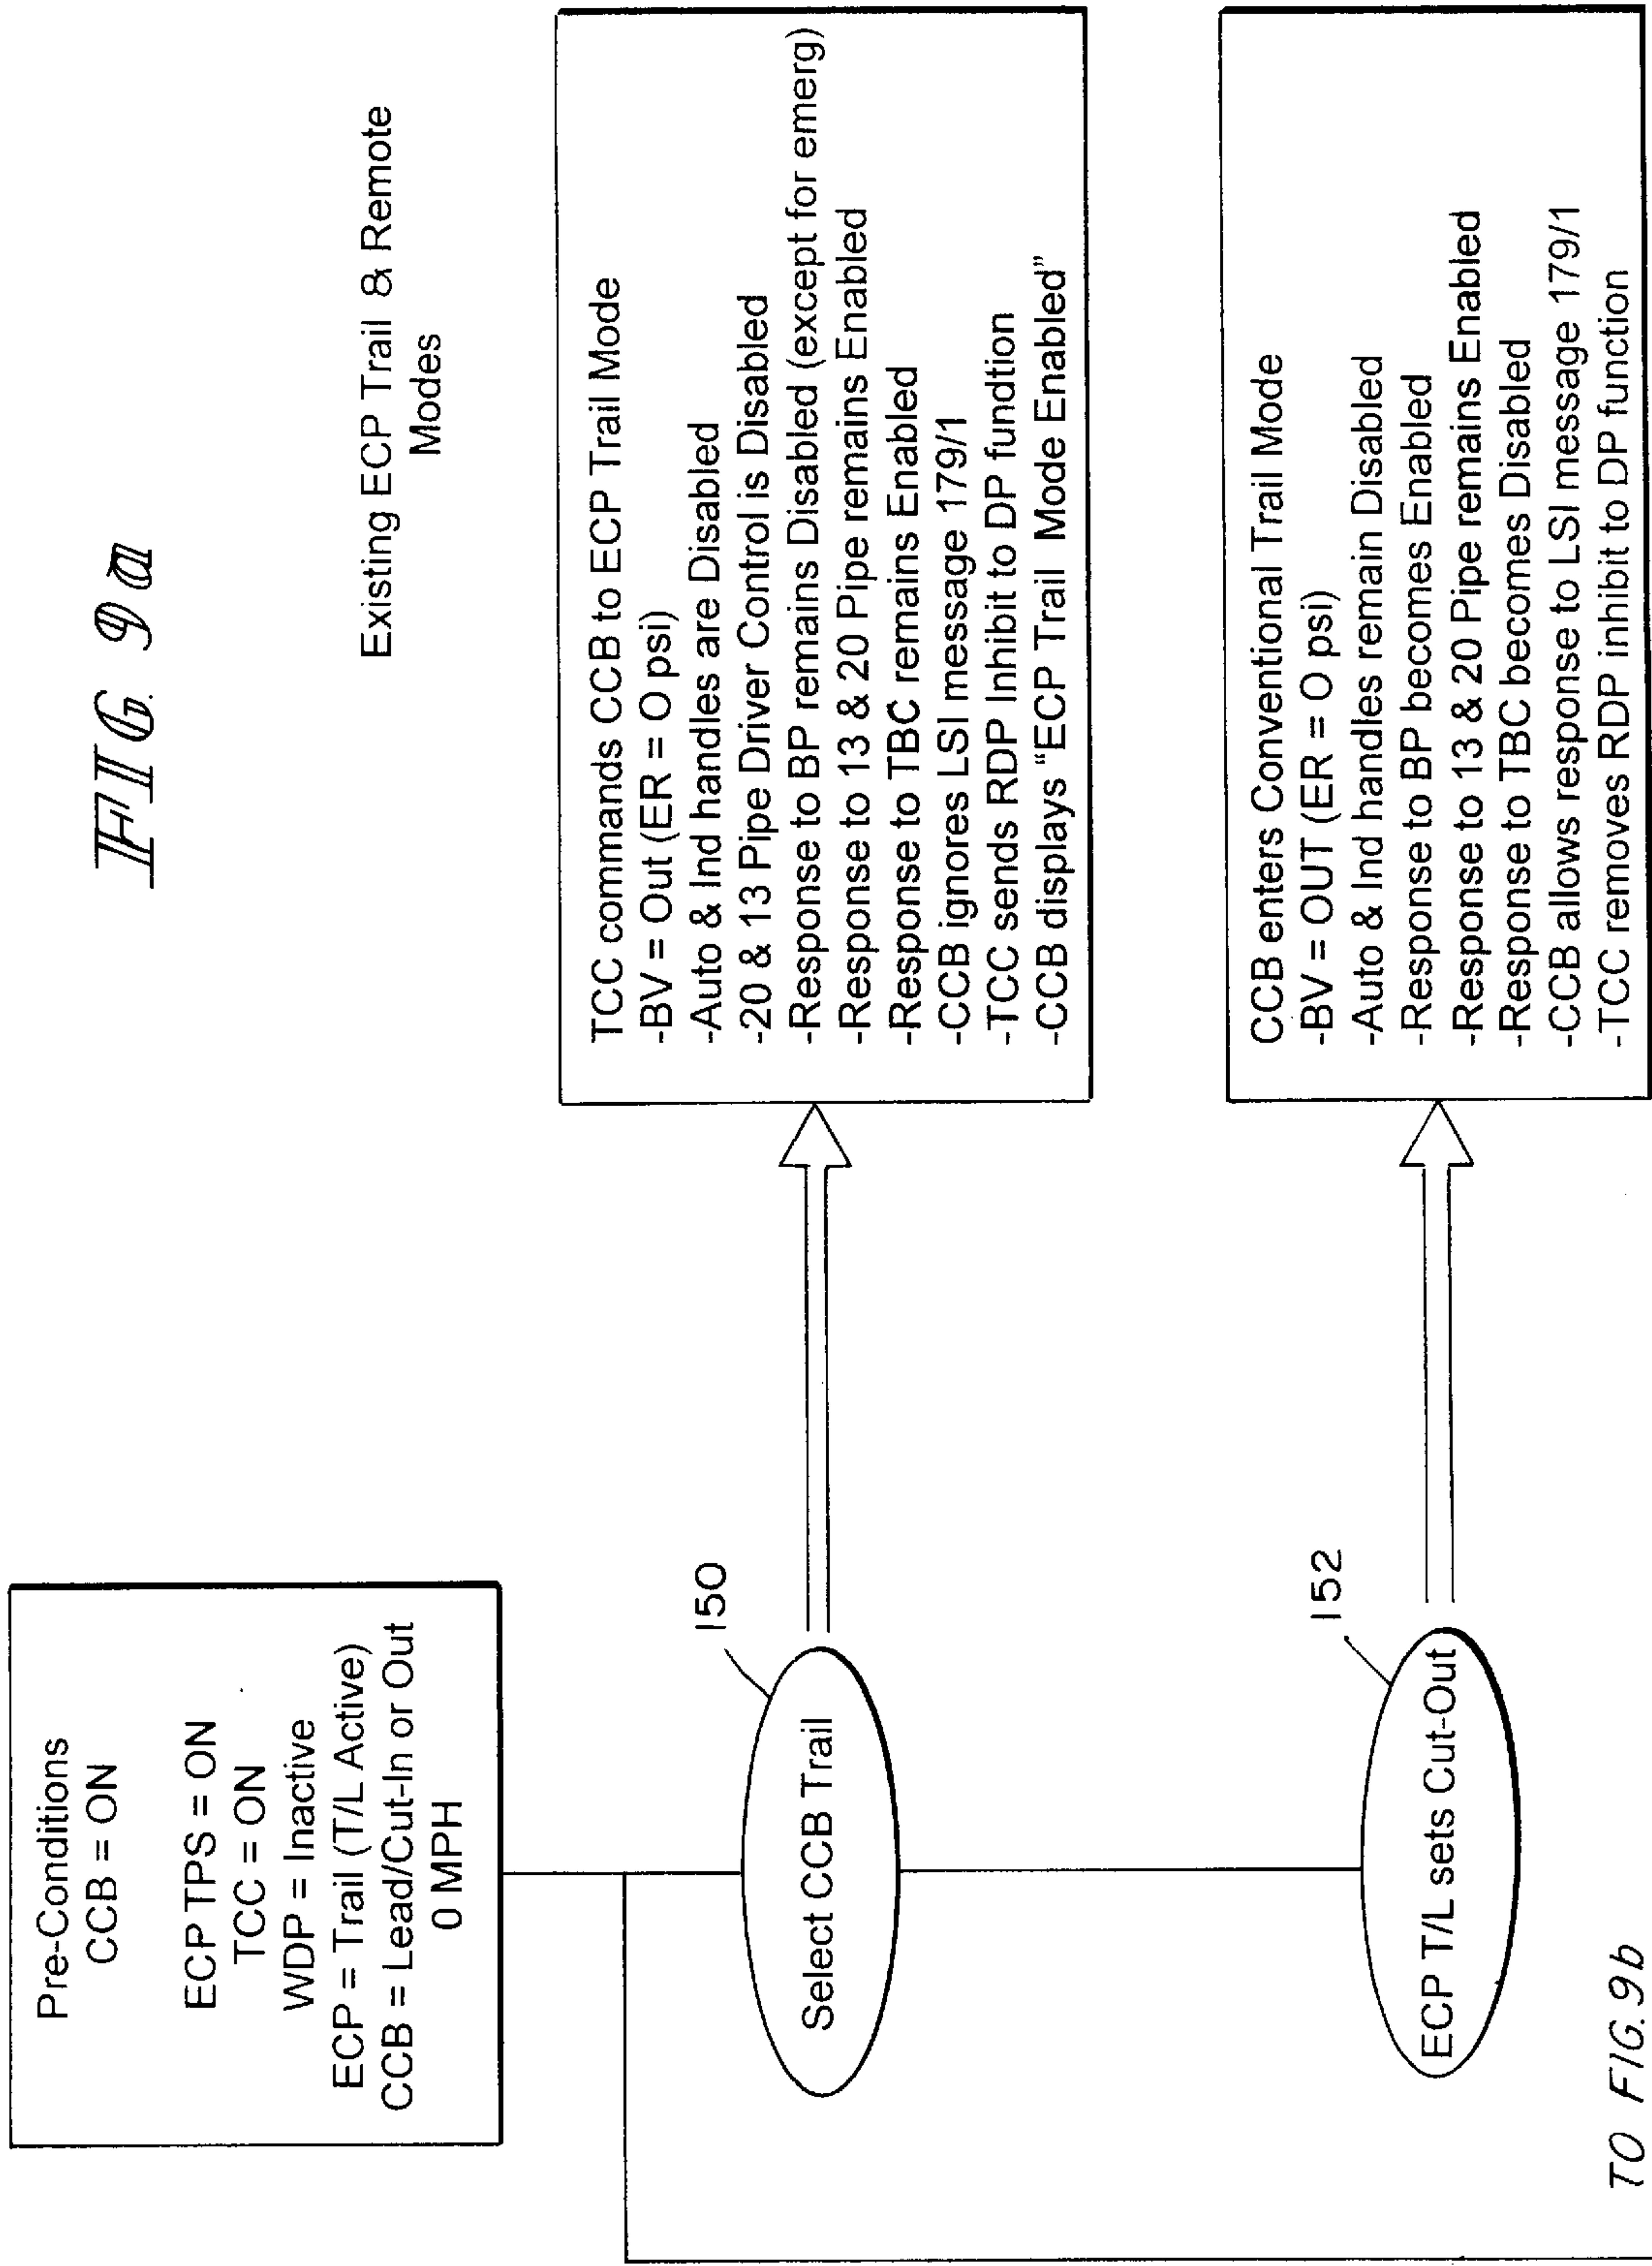 FIG. 9a
Existing ECP Trail & Remote
Modes
Pre-Conditions
CCB = ON
ECP TPS = ON
TCC = ON
WDP = Inactive
ECP = Trail (T/L Active)
CCB = Lead/Cut-In or Out
0 MPH
150
Select CCB Trail
TCC commands CCB to ECP Trail Mode
-BV = Out (ER = O psi)
-Auto & Ind handles are Disabled
-20 & 13 Pipe Driver Control is Disabled
-Response to BP remains Disabled (except for emerg)
-Response to 13 & 20 Pipe remains Enabled
-Response to TBC remains Enabled
-CCB ignores LSI message 179/1
-TCC sends RDP Inhibit to DP fundtion
-CCB displays “ECP Trail Mode Enabled”
152
ECP T/L sets Cut-Out
CCB enters Conventional Trail Mode
-BV = OUT (ER = O psi)
-Auto & Ind handles remain Disabled
-Response to BP becomes Enabled
-Response to 13 & 20 Pipe remains Enabled
-Response to TBC becomes Disabled
-CCB allows response to LSI message 179/1
-TCC removes RDP inhibit to DP function
TO FIG. 9b